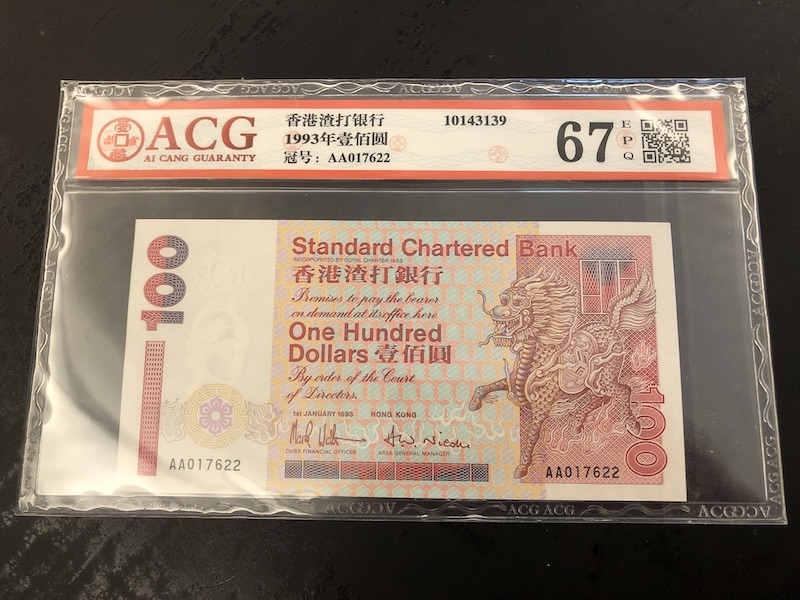 ACG
AI CANG GUARANTY
香港渣打银行
1993年壹佰圆
冠号: AA017622
10143139
67
E
P
Q
100
Standard Chartered Bank
INCORPORATED BY ROYAL CHARTER 1853
香港渣打銀行
Promises to pay the bearer
on demand at its office here
One Hundred
Dollars 壹佰圓
By order of the Court
of Directors.
1st JANUARY 1993 HONG KONG
CHIEF FINANCIAL OFFICER
AREA GENERAL MANAGER
AA017622
AA017622
100